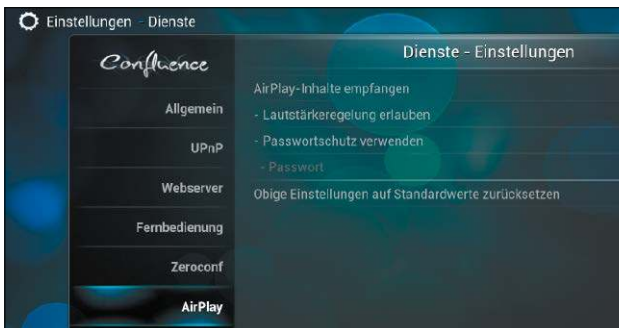 Einstellungen - Dienste
Confluence
Allgemein
UPnP
Webserver
Fernbedienung
Zeroconf
AirPlay
Dienste - Einstellungen
AirPlay-Inhalte empfangen
- Lautstärkeregelung erlauben
- Passwortschutz verwenden
- Passwort
Obige Einstellungen auf Standardwerte zurücksetzen